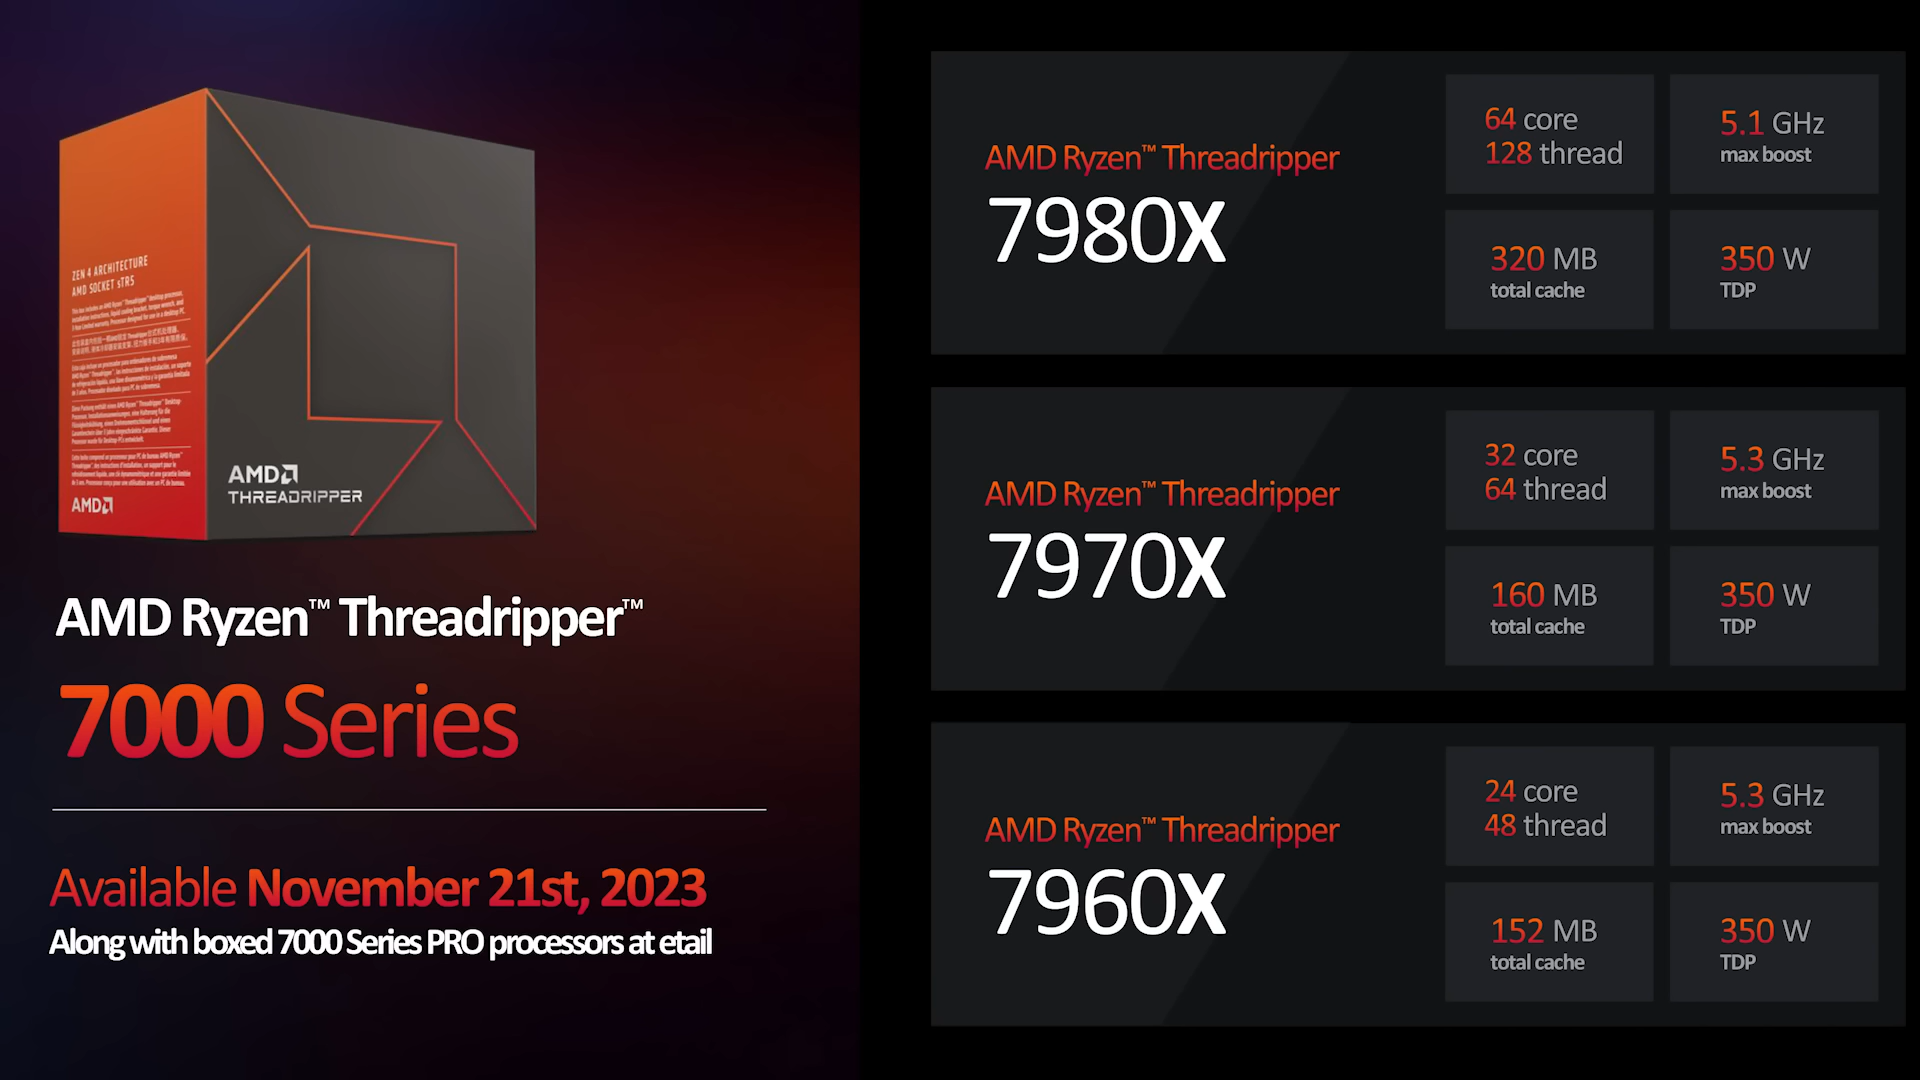 ZEN 4 ARCHITECTURE
AMD SOCKET sTR5
AMD
AMD
THREADRIPPER
AMD Ryzen™ Threadripper™
7000 Series
Available November 21st, 2023
Along with boxed 7000 Series PRO processors at etail
AMD Ryzen™ Threadripper
7980X
64 core
128 thread
5.1 GHz
max boost
320 MB
total cache
350 W
TDP
AMD Ryzen™ Threadripper
7970X
32 core
64 thread
5.3 GHz
max boost
160 MB
total cache
350 W
TDP
AMD Ryzen™ Threadripper
7960X
24 core
48 thread
5.3 GHz
max boost
152 MB
total cache
350 W
TDP